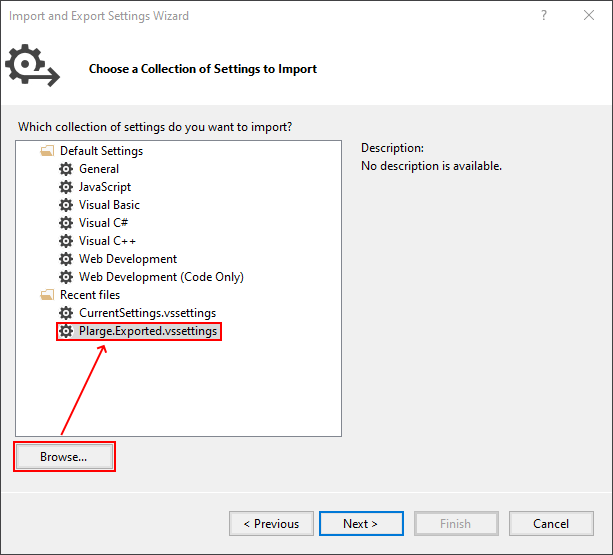 Import and Export Settings Wizard
?
Choose a Collection of Settings to Import
Which collection of settings do you want to import?
Default Settings
General
JavaScript
Visual Basic
Visual C#
Visual C++
Web Development
Web Development (Code Only)
Recent files
CurrentSettings.vssettings
Plarge.Exported.vssettings
Description:
No description is available.
Browse...
< Previous
Next >
Finish
Cancel